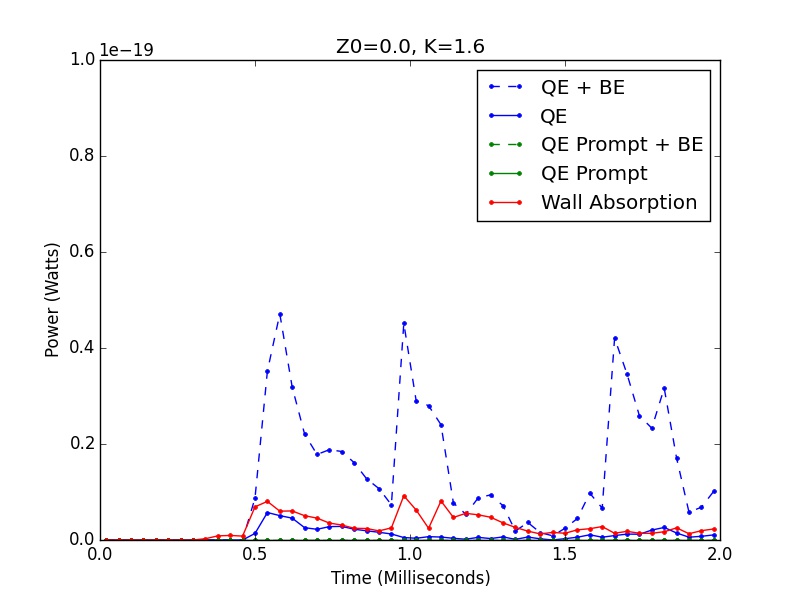 Z0=0.0, K=1.6
1e−19
1.0
0.8
0.6
0.4
0.2
0.0
Power (Watts)
QE + BE
QE
QE Prompt + BE
QE Prompt
Wall Absorption
0.0 0.5 1.0 1.5 2.0
Time (Milliseconds)